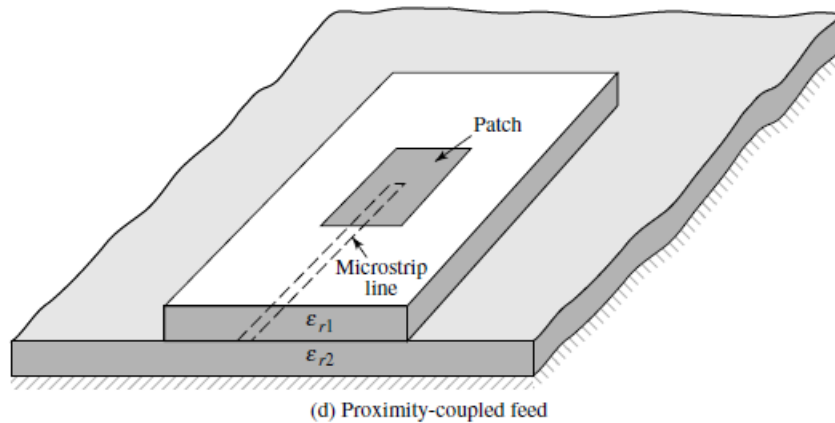 Patch
Microstrip
line
εr1
εr2
(d) Proximity-coupled feed